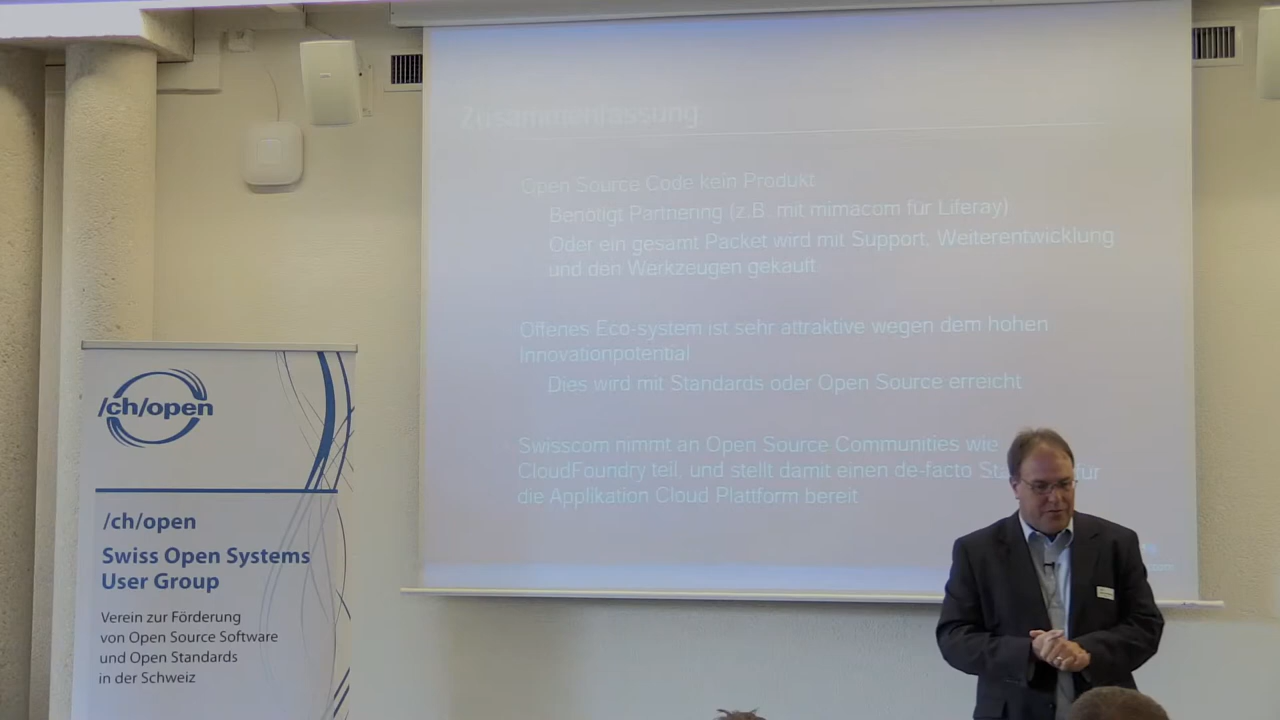 Zusammenfassung
Open Source Code kein Produkt
Benötigt Partnering (z.B. mit mimacom für Liferay)
Oder ein gesamt Packet wird mit Support, Weiterentwicklung
und den Werkzeugen gekauft
Offenes Eco-system ist sehr attraktive wegen dem hohen
Innovationpotential
Dies wird mit Standards oder Open Source erreicht
Swisscom nimmt an Open Source Communities wie
CloudFoundry teil, und stellt damit einen de-facto für
die Applikation Cloud Plattform bereit
/ch/open
/ch/open
Swiss Open Systems
User Group
Verein zur Förderung
von Open Source Software
und Open Standards
in der Schweiz